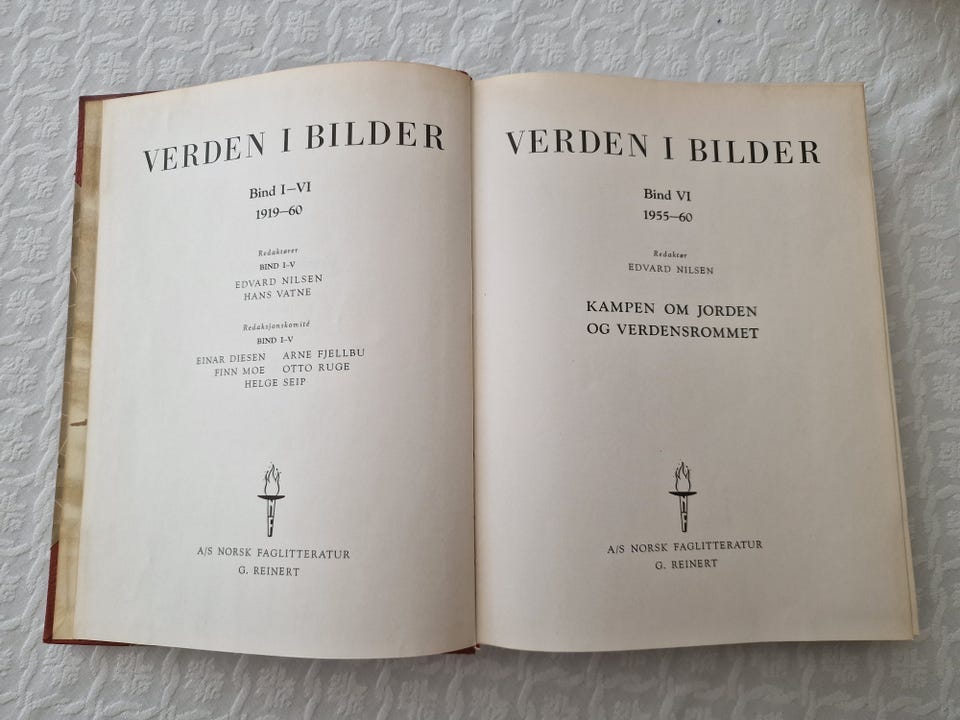 VERDEN I BILDER
Bind I–VI
1919–60
Redaktører
BIND I–V
EDVARD NILSEN
HANS VATNE
Redaksjonskomité
BIND I–V
EINAR DIESEN ARNE FJELLBU
FINN MOE OTTO RUGE
HELGE SEIP
A/S NORSK FAGLITTERATUR
G. REINERT
VERDEN I BILDER
Bind VI
1955–60
Redaktør
EDVARD NILSEN
KAMPEN OM JORDEN
OG VERDENSROMMET
A/S NORSK FAGLITTERATUR
G. REINERT